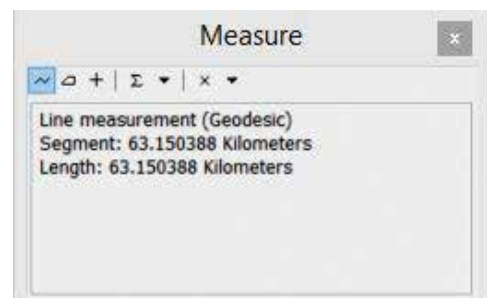 Measure
x
Σ
Line measurement (Geodesic)
Segment: 63.150388 Kilometers
Length: 63.150388 Kilometers